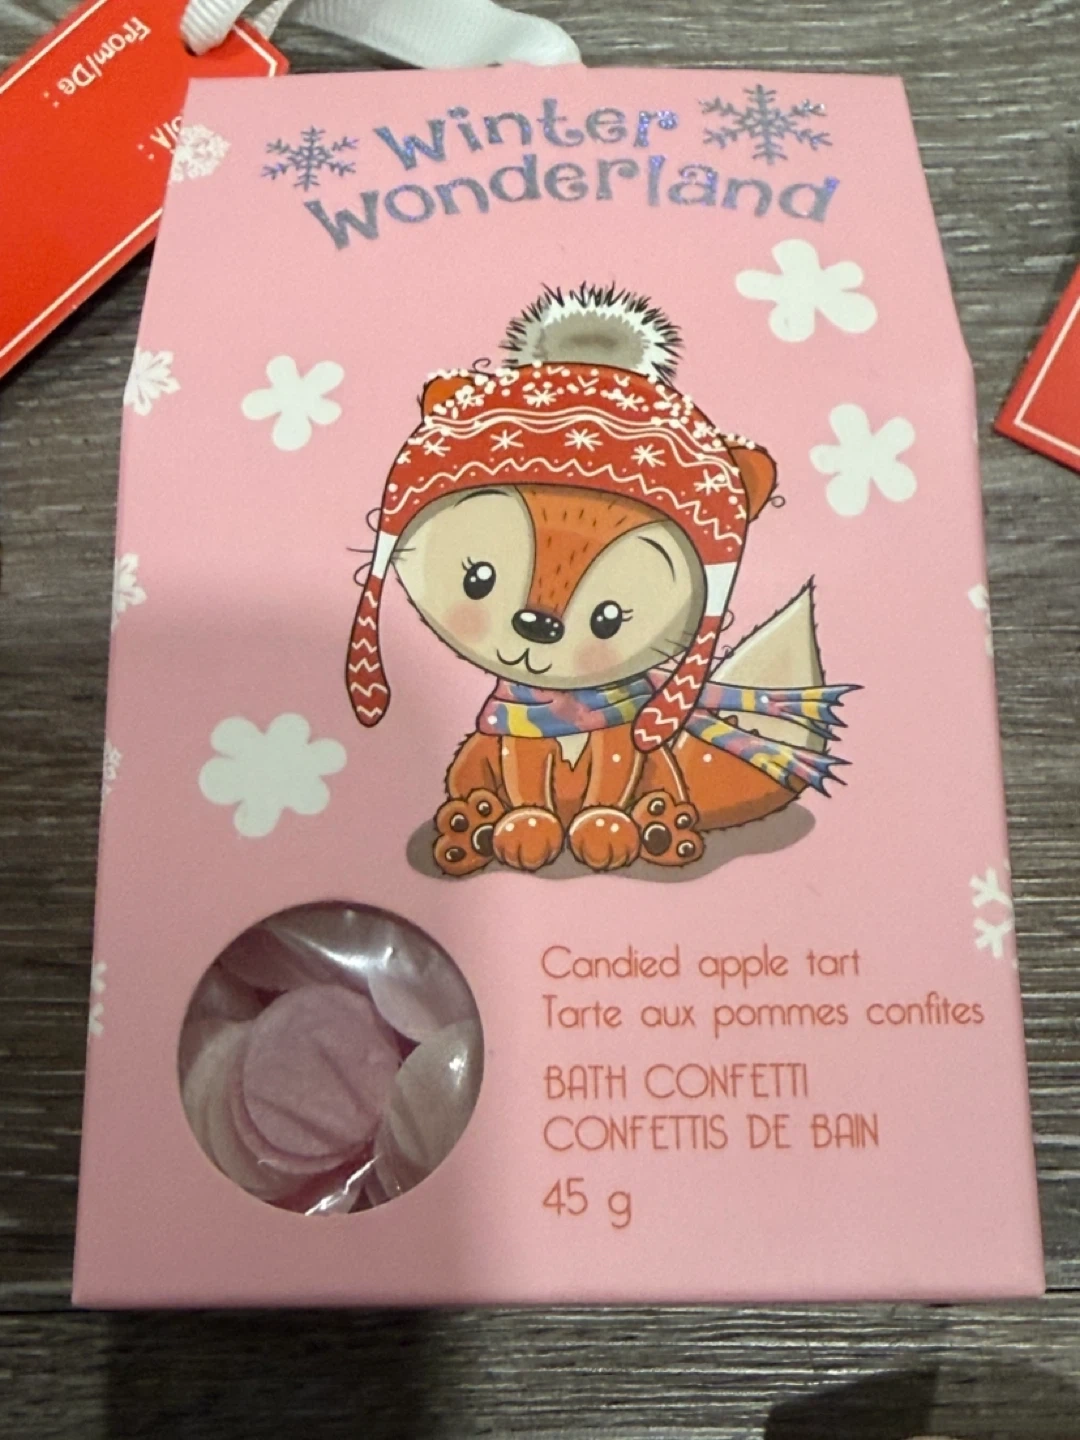 From/De :
Winter
Wonderland
Candied apple tart
Tarte aux pommes confites
BATH CONFETTI
CONFETTIS DE BAIN
45 g